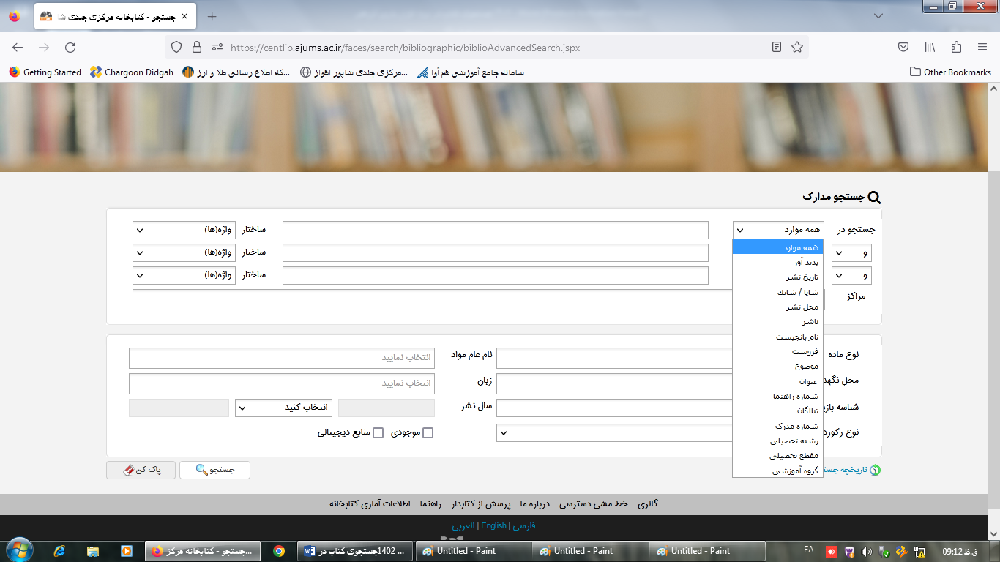 جستجو - کتابخانه مرکزی جندی شا
https://centlib.ajums.ac.ir/faces/search/bibliographic/biblioAdvancedSearch.jspx
Getting Started
Chargoon Didgah
که اطلاع رسانی طلا و ارز...
مرکزی جندی شاپور اهواز...
سامانه جامع آموزشی هم آوا
Other Bookmarks
جستجو مدارک
جستجو در همه موارد ساختار واژه(ها)
و ساختار واژه(ها)
و ساختار واژه(ها)
مراکز
همه موارد
پدید آور
تاریخ نشر
شاپا / شابك
محل نشر
ناشر
نام پانچیست
فروست
موضوع
عنوان
شماره راهنما
تنالگان
شماره مدرک
رشته تحصیلی
مقطع تحصیلی
گروه آموزشی
نوع ماده نام عام مواد انتخاب نمایید
محل نگهد زبان انتخاب نمایید
شناسه بازی سال نشر انتخاب کنید
نوع رکورد موجودی منابع دیجیتالی
تاریخچه جست جستجو پاک کن
گالری خط مشی دسترسی درباره ما پرسش از کتابدار راهنما اطلاعات آماری کتابخانه
فارسی | English | العربی
جستجو - کتابخانه مرکز...
جستجوی کتاب در 1402 ...
Untitled - Paint
Untitled - Paint
Untitled - Paint
FA
09:12 ق.ظ